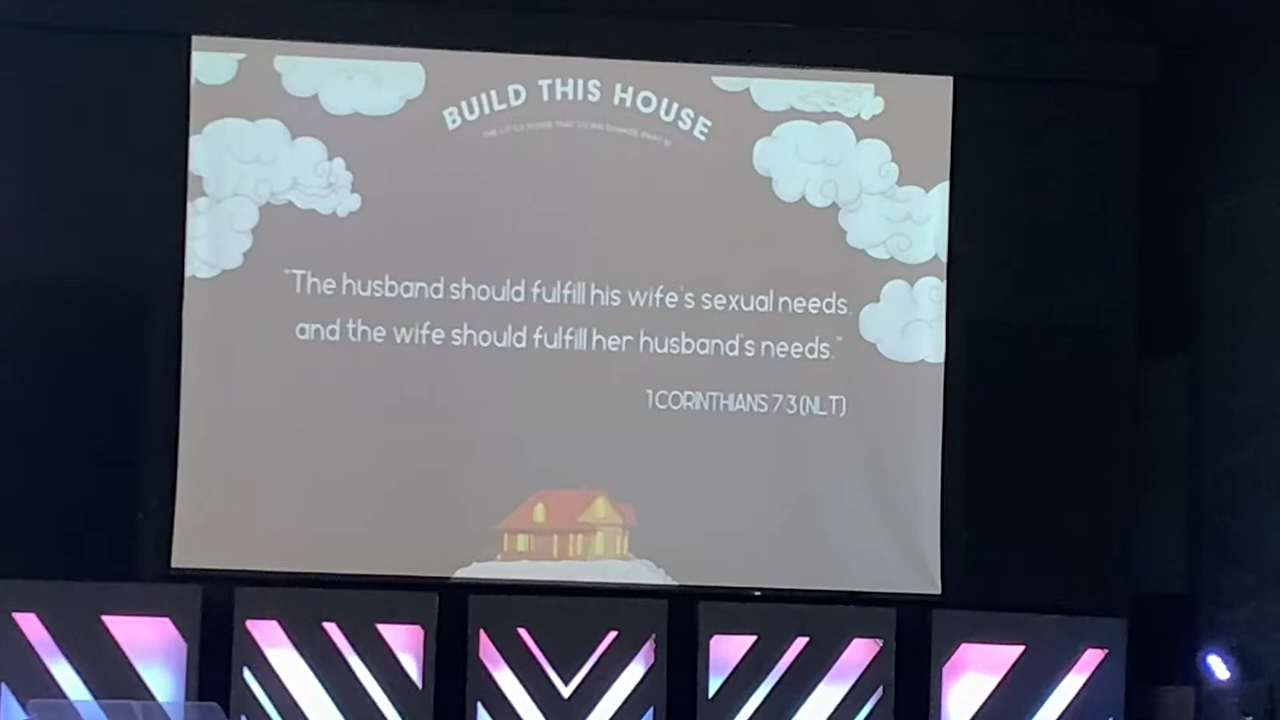 BUILD THIS HOUSE
"The husband should fulfill his wife's sexual needs,
and the wife should fulfill her husband's needs."
1 CORINTHIANS 7:3 (NLT)